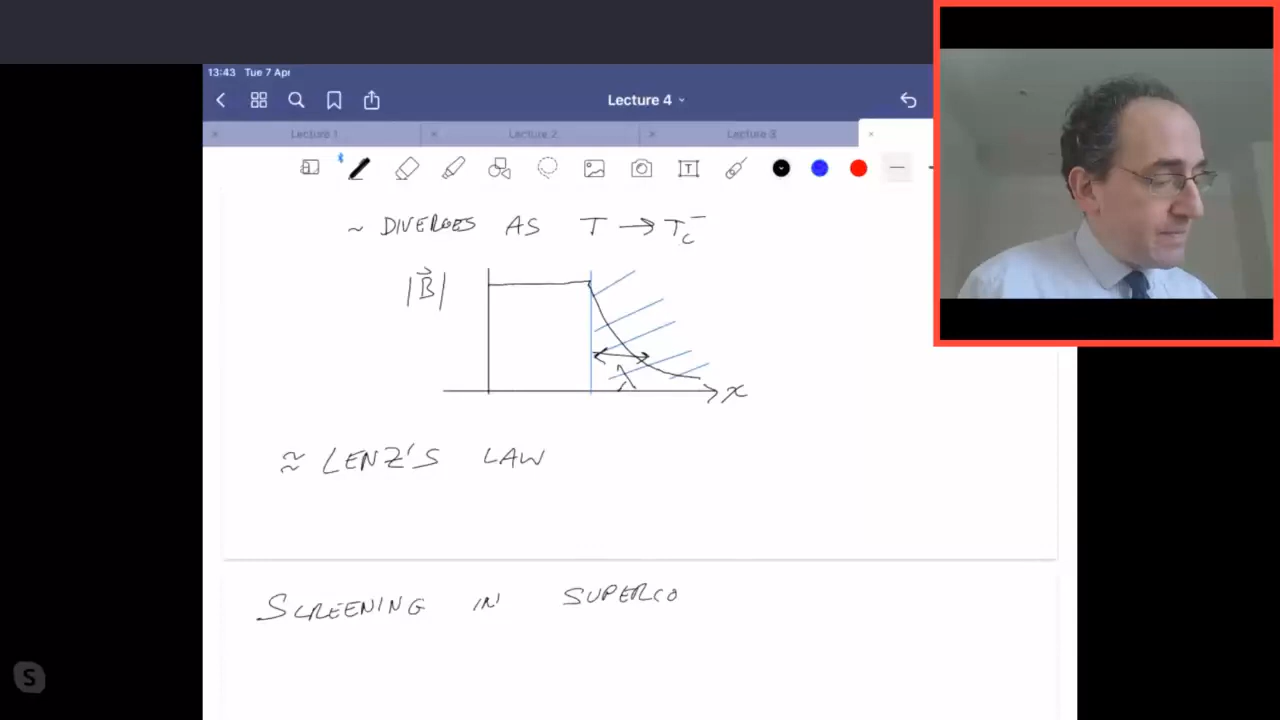 13:43 Tue 7 Apr
Lecture 4
Lecture 1 Lecture 2 Lecture 3
T
~ DIVERGES AS T → Tc⁻
|B⃗|
λ
x
≈ LENZ'S LAW
SCREENING IN SUPERCO
S